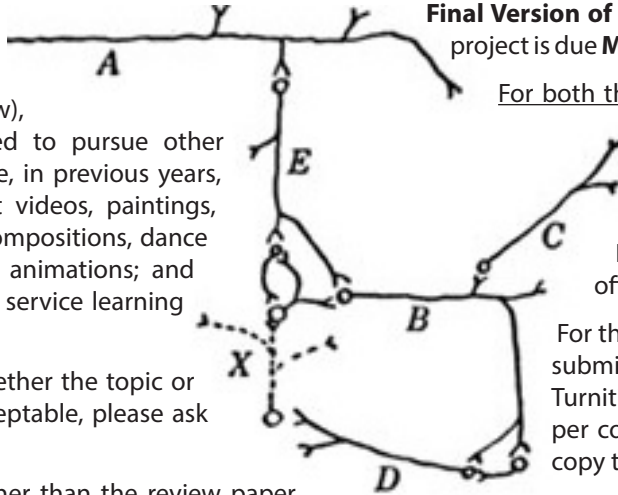 Final Version of
project is due M
For both th
w),
ed to pursue other
e, in previous years,
t videos, paintings,
ompositions, dance
animations; and
service learning
ether the topic or
eptable, please ask
her than the review paper
of
For th
submi
Turnit
per co
copy t
A
E
C
B
X
D